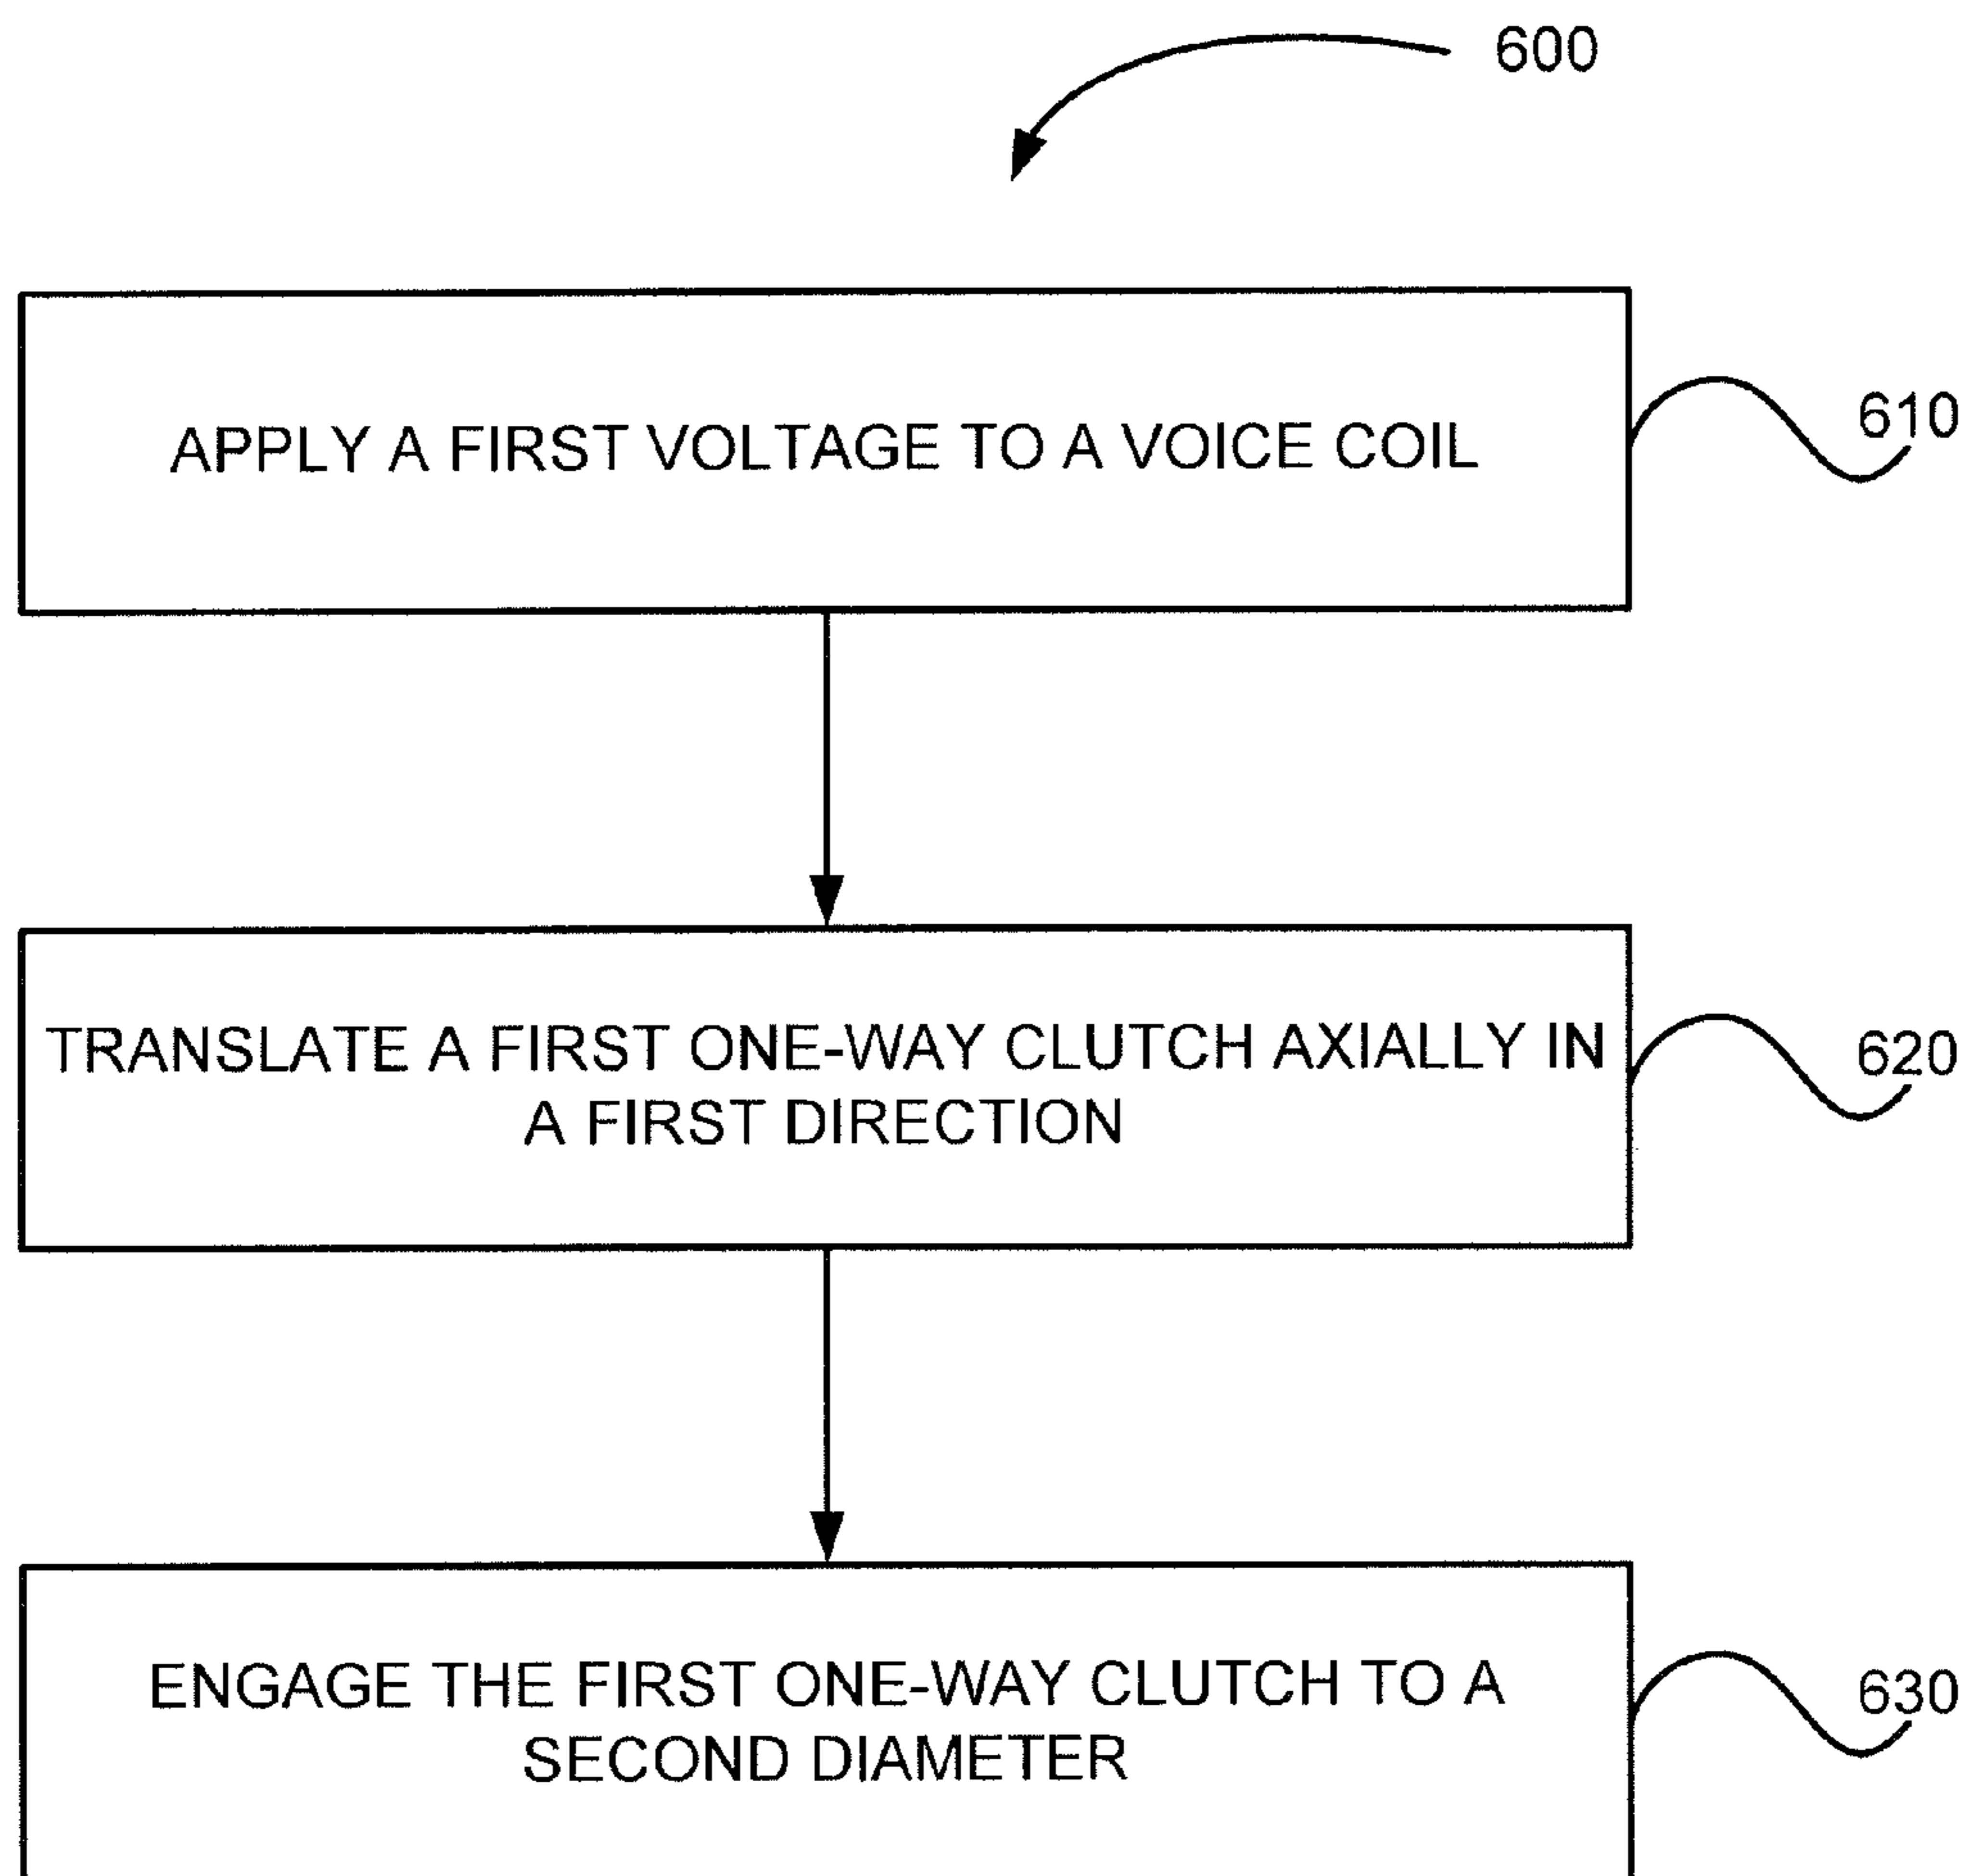 600
APPLY A FIRST VOLTAGE TO A VOICE COIL
610
TRANSLATE A FIRST ONE-WAY CLUTCH AXIALLY IN
A FIRST DIRECTION
620
ENGAGE THE FIRST ONE-WAY CLUTCH TO A
SECOND DIAMETER
630